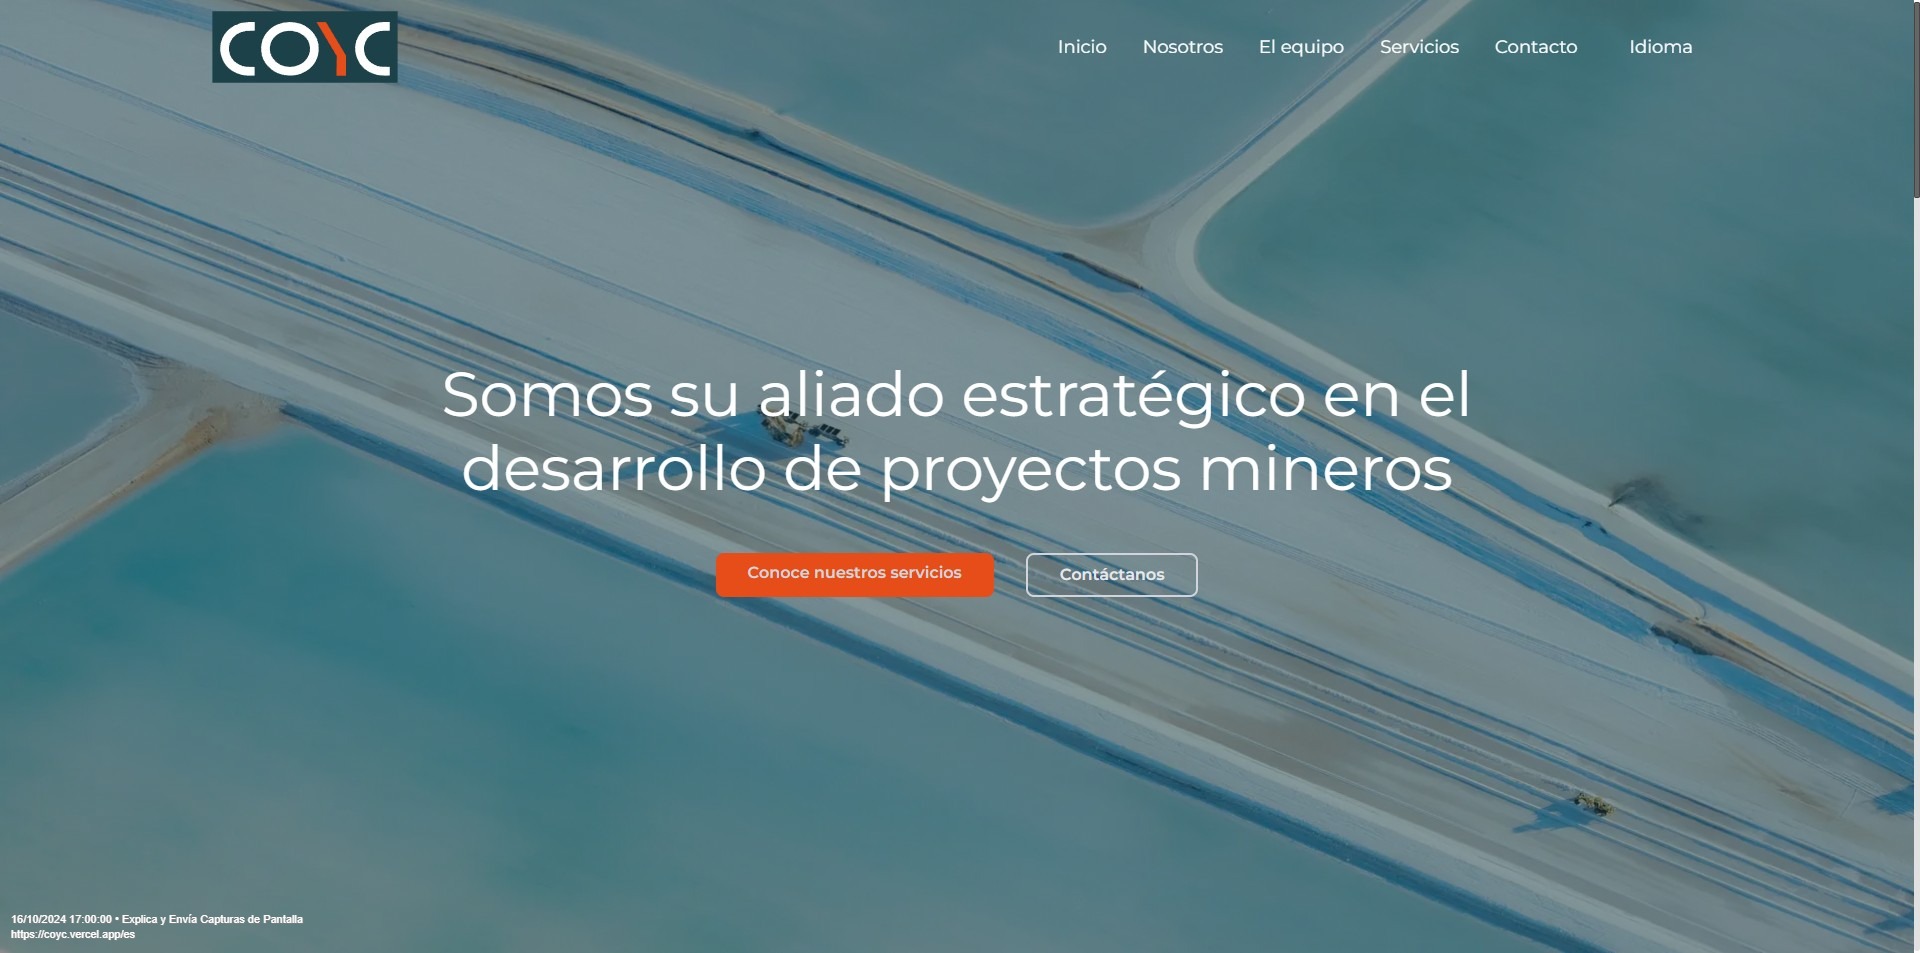 COYC
Inicio Nosotros El equipo Servicios Contacto Idioma
Somos su aliado estratégico en el
desarrollo de proyectos mineros
Conoce nuestros servicios Contáctanos
16/10/2024 17:00:00 • Explica y Envía Capturas de Pantalla
https://coyc.vercel.app/es